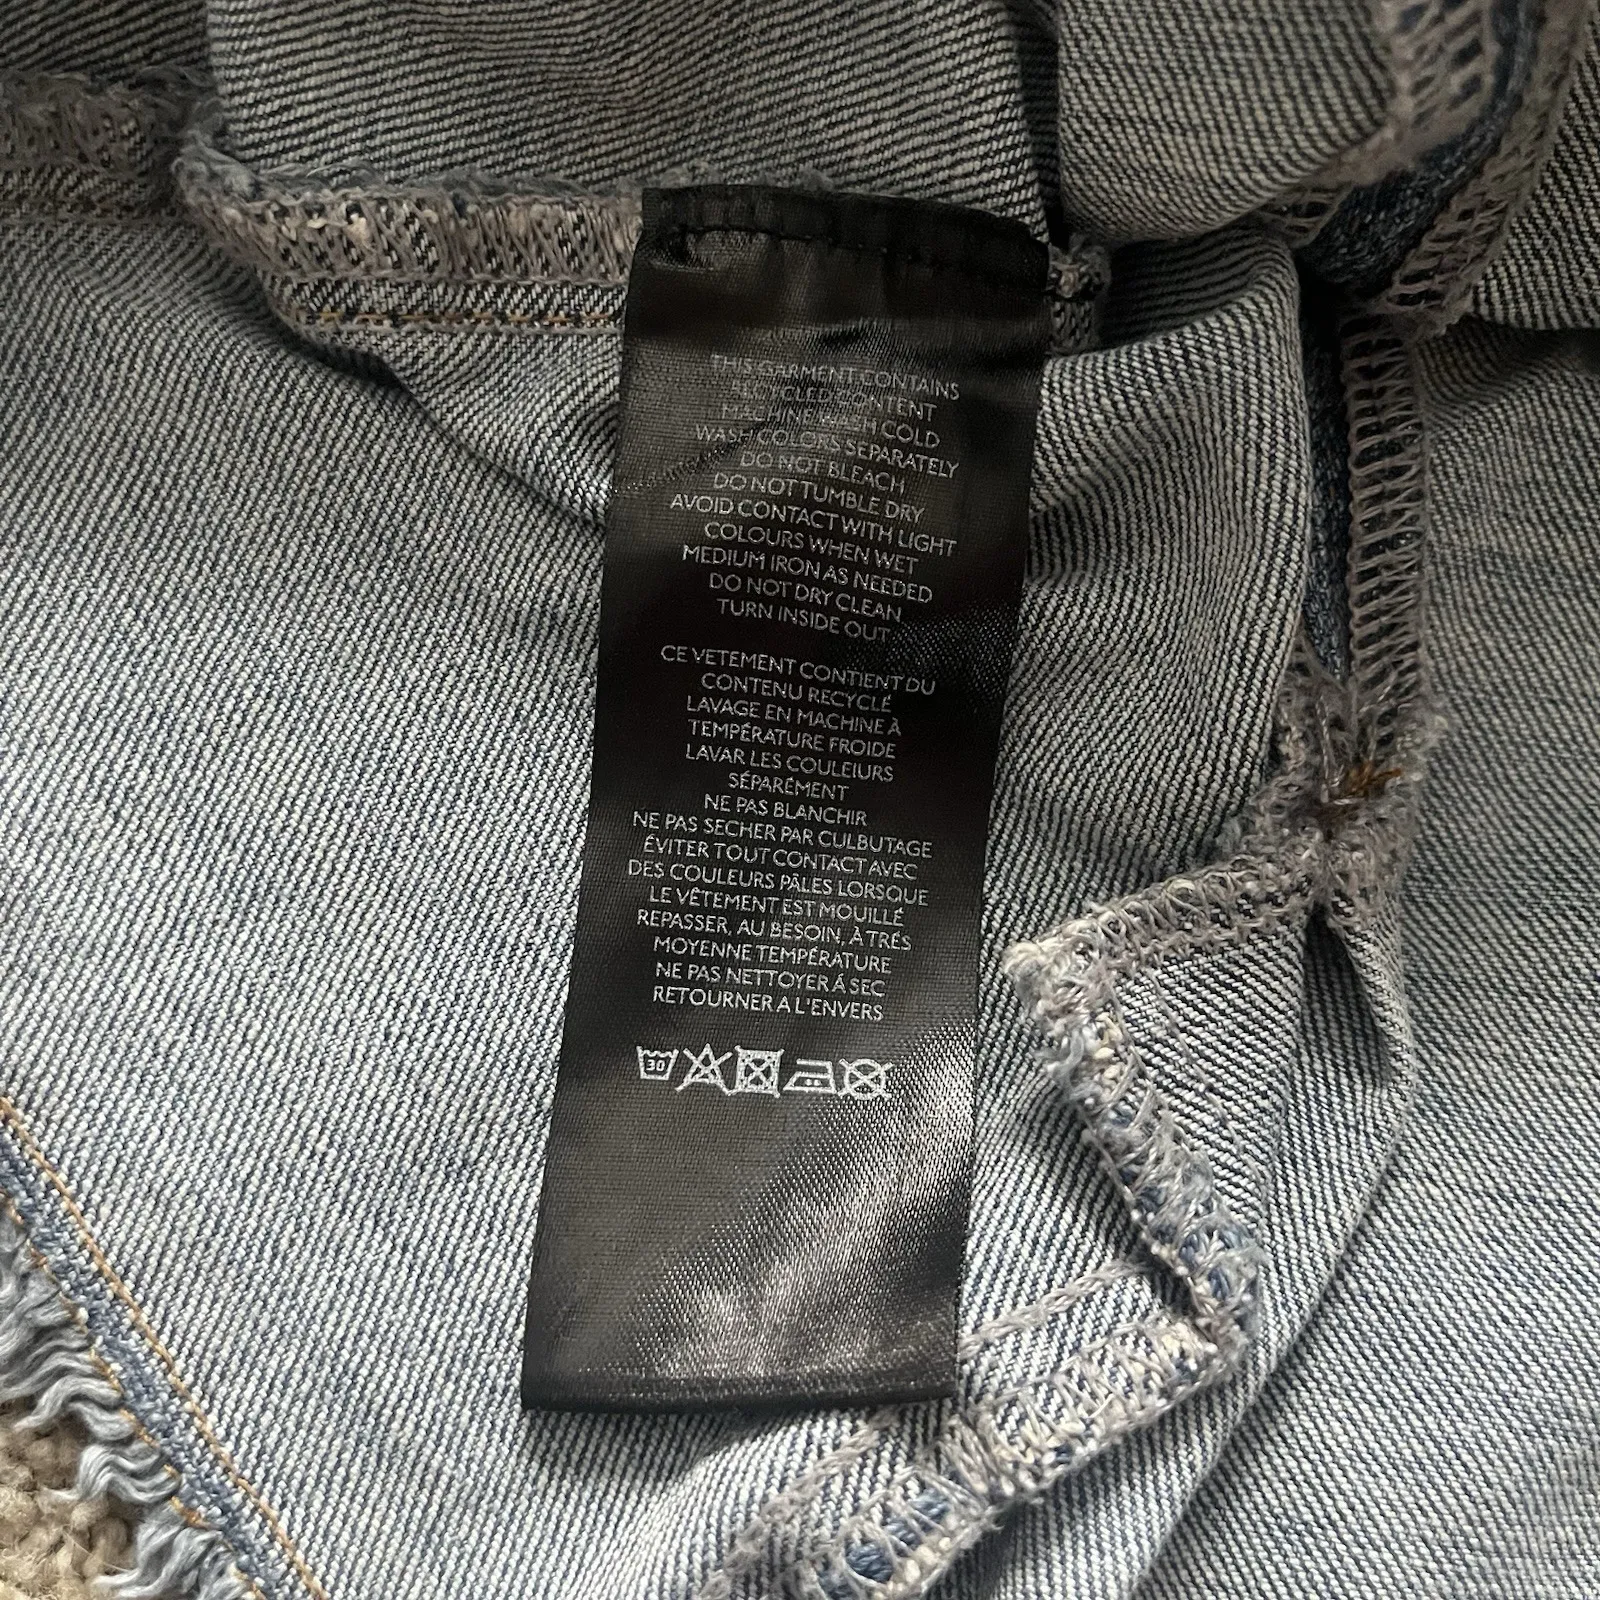 THIS GARMENT CONTAINS
RECYCLED CONTENT
MACHINE WASH COLD
WASH COLORS SEPARATELY
DO NOT BLEACH
DO NOT TUMBLE DRY
AVOID CONTACT WITH LIGHT
COLOURS WHEN WET
MEDIUM IRON AS NEEDED
DO NOT DRY CLEAN
TURN INSIDE OUT
CE VETEMENT CONTIENT DU
CONTENU RECYCLÉ
LAVAGE EN MACHINE À
TEMPÉRATURE FROIDE
LAVAR LES COULEIURS
SÉPARÉMENT
NE PAS BLANCHIR
NE PAS SECHER PAR CULBUTAGE
ÉVITER TOUT CONTACT AVEC
DES COULEURS PÂLES LORSQUE
LE VÊTEMENT EST MOUILLÉ
REPASSER, AU BESOIN, À TRÉS
MOYENNE TEMPÉRATURE
NE PAS NETTOYER Á SEC
RETOURNER A L'ENVERS
30